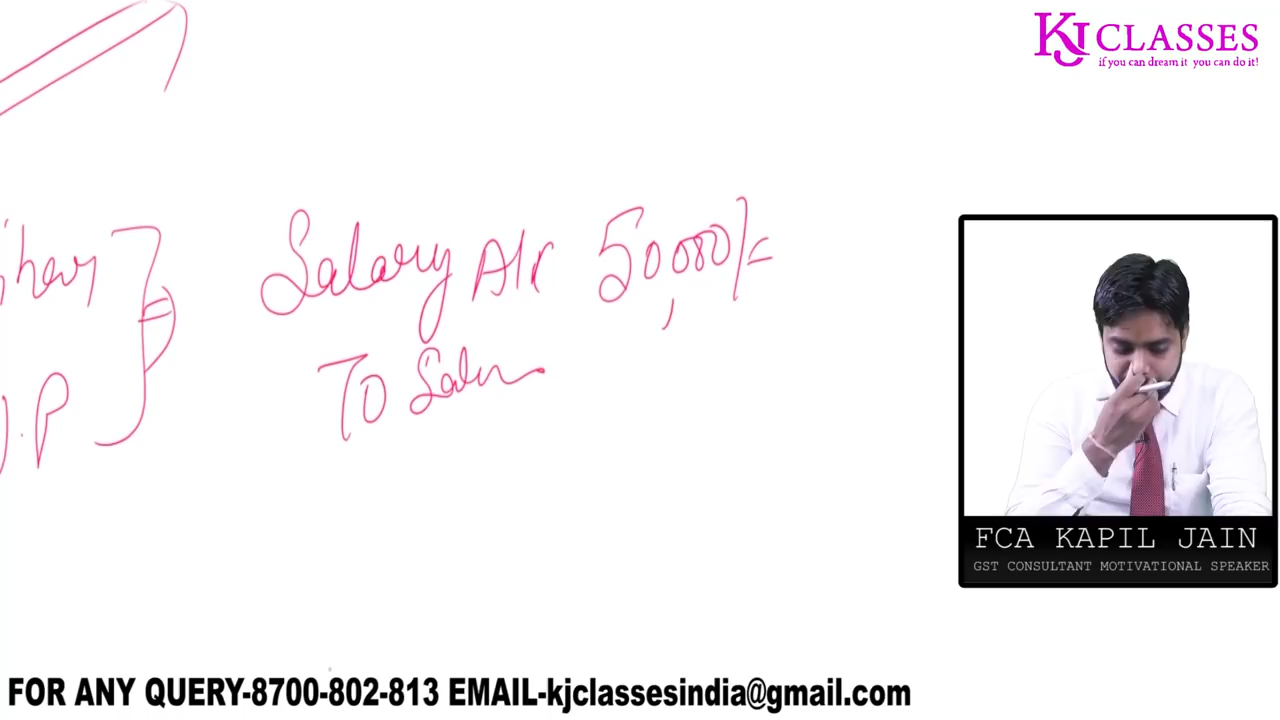 KJ CLASSES
if you can dream it you can do it!
Salary A/c 50,000/-
To
P
FCA KAPIL JAIN
GST CONSULTANT MOTIVATIONAL SPEAKER
FOR ANY QUERY-8700-802-813 EMAIL-kjclassesindia@gmail.com